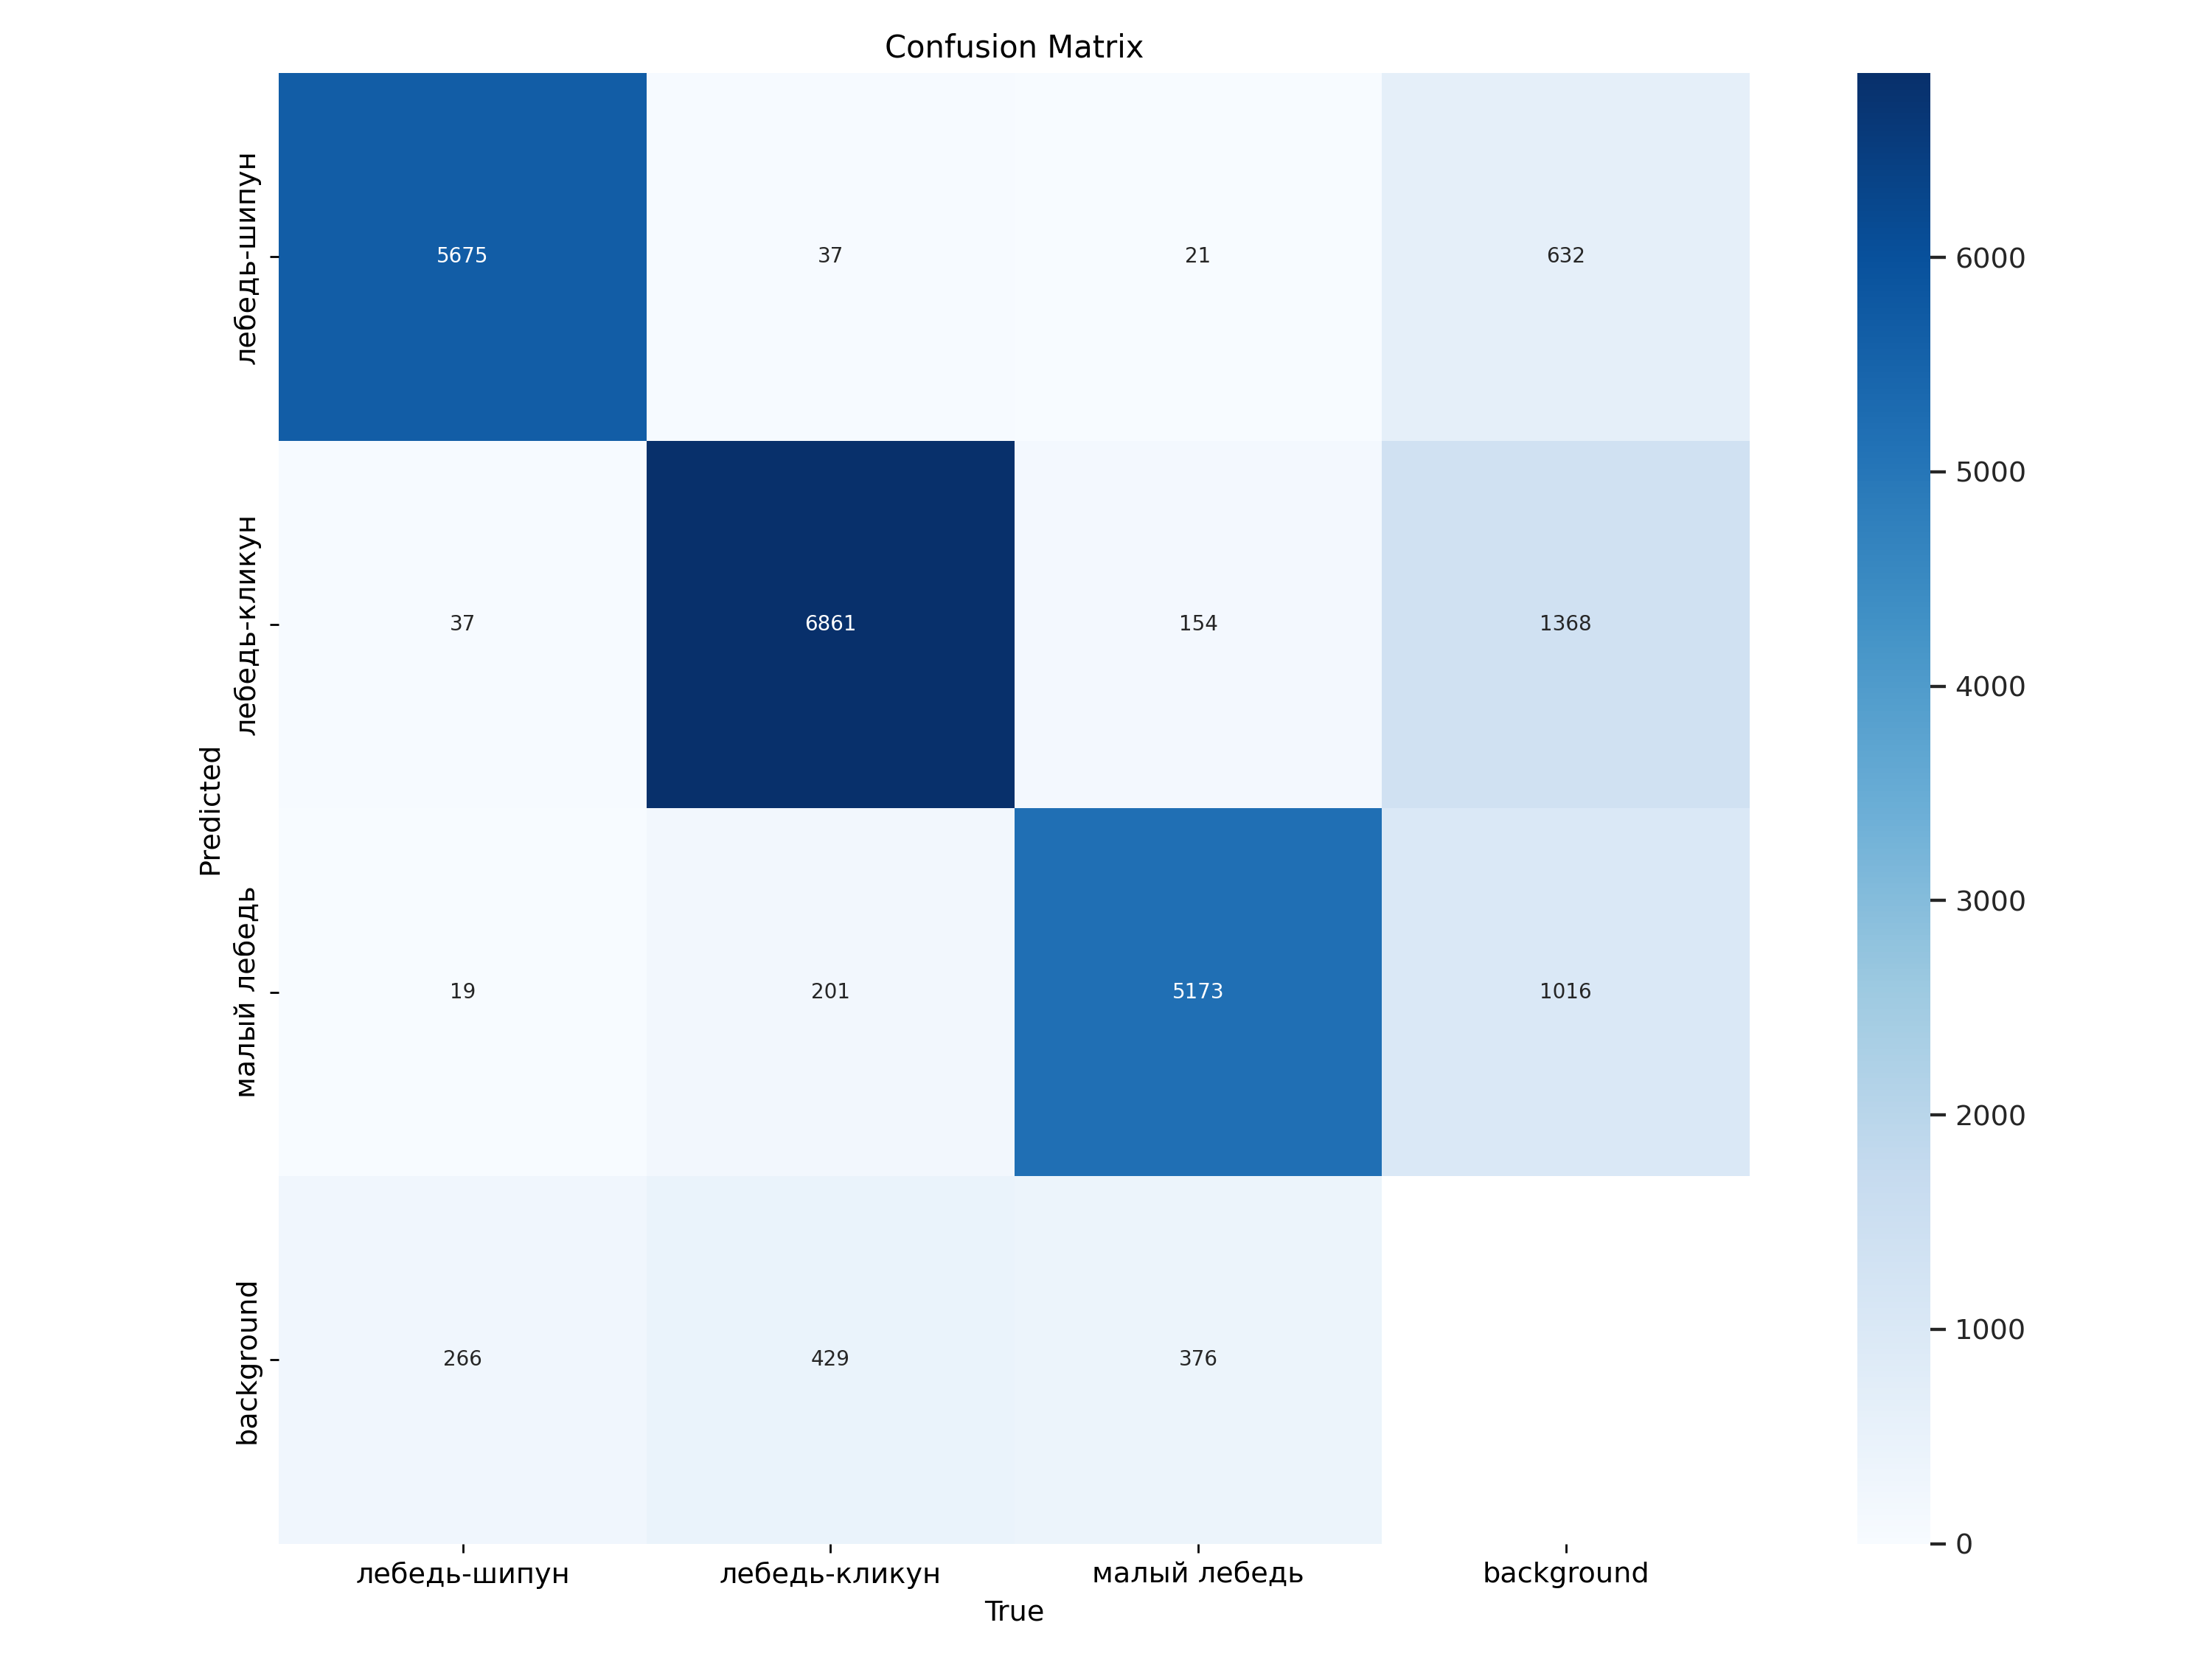 Confusion Matrix
лебедь-шипун
5675
37
21
632
6000
5000
лебедь-кликун
37
6861
154
1368
4000
Predicted
3000
малый лебедь
19
201
5173
1016
2000
1000
background
266
429
376
0
лебедь-шипун
лебедь-кликун
малый лебедь
background
True